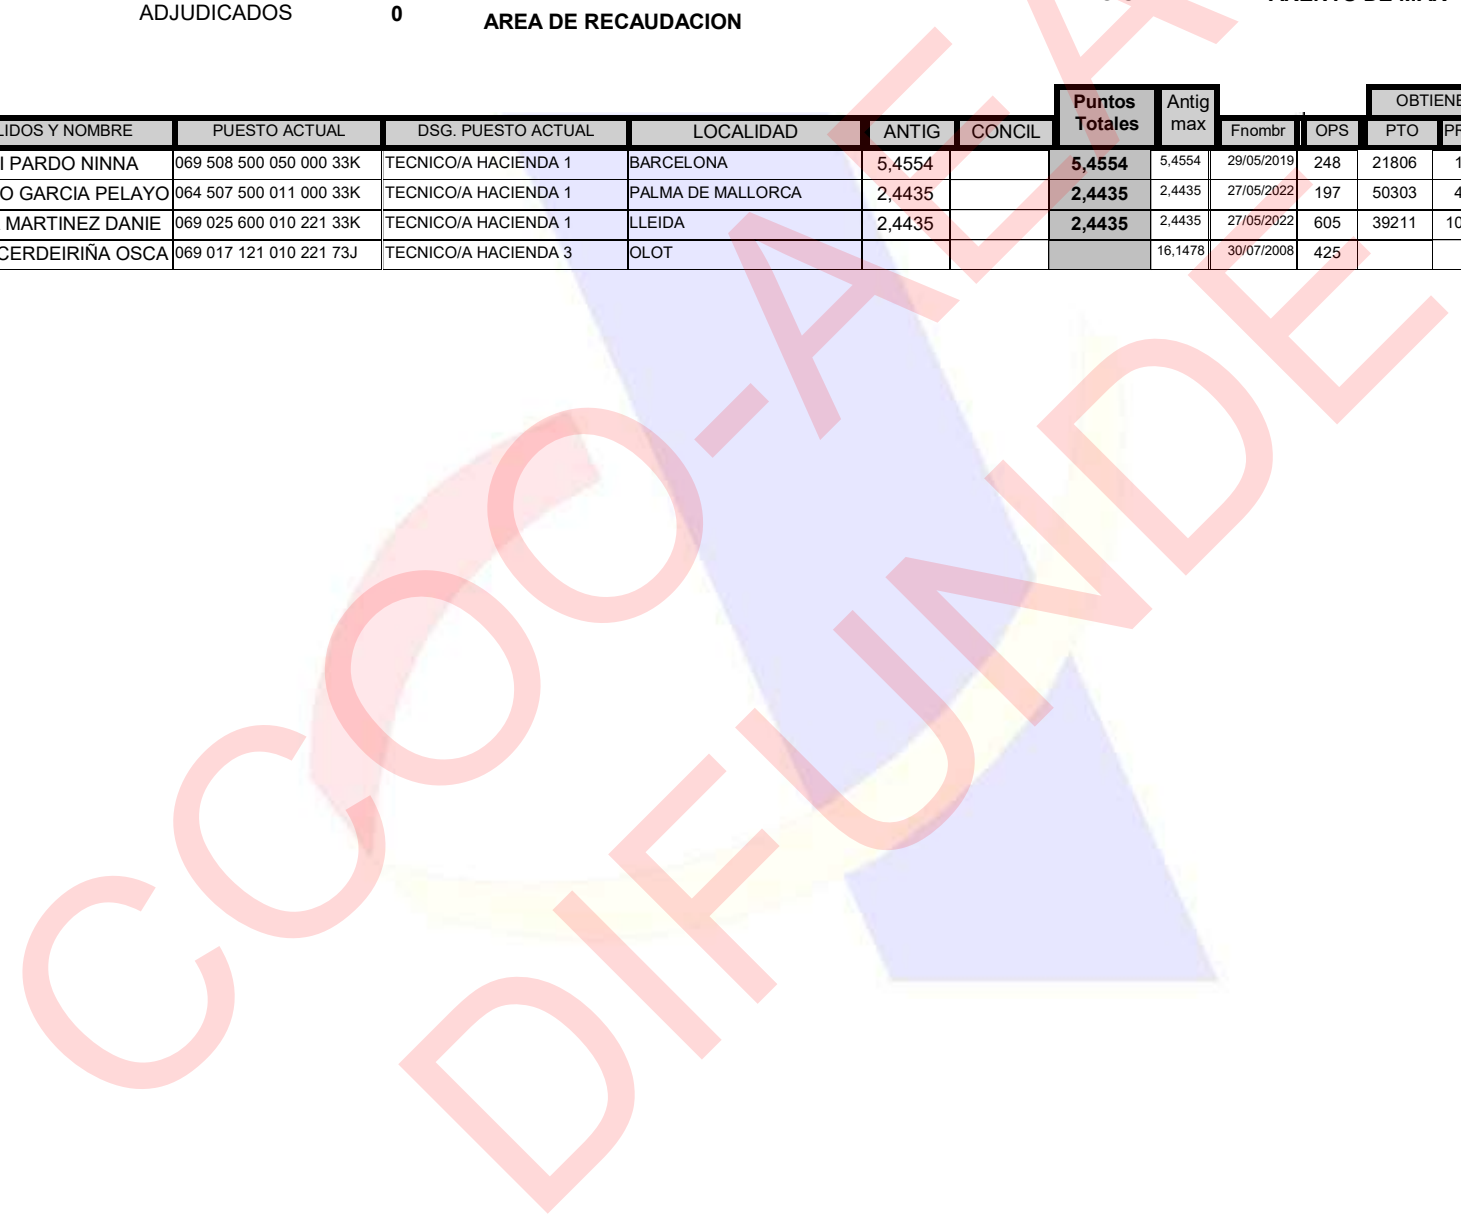 ADJUDICADOS 0 AREA DE RECAUDACION
Puntos Totales Antig max OBTIENE
LIDOS Y NOMBRE PUESTO ACTUAL DSG. PUESTO ACTUAL LOCALIDAD ANTIG CONCIL Fnombr OPS PTO PR
I PARDO NINNA 069 508 500 050 000 33K TECNICO/A HACIENDA 1 BARCELONA 5,4554 5,4554 5,4554 29/05/2019 248 21806 1
O GARCIA PELAYO 064 507 500 011 000 33K TECNICO/A HACIENDA 1 PALMA DE MALLORCA 2,4435 2,4435 2,4435 27/05/2022 197 50303 4
MARTINEZ DANIE 069 025 600 010 221 33K TECNICO/A HACIENDA 1 LLEIDA 2,4435 2,4435 2,4435 27/05/2022 605 39211 10
CERDEIRIÑA OSCA 069 017 121 010 221 73J TECNICO/A HACIENDA 3 OLOT 16,1478 30/07/2008 425
CCOO-AEA
DIFUNDE